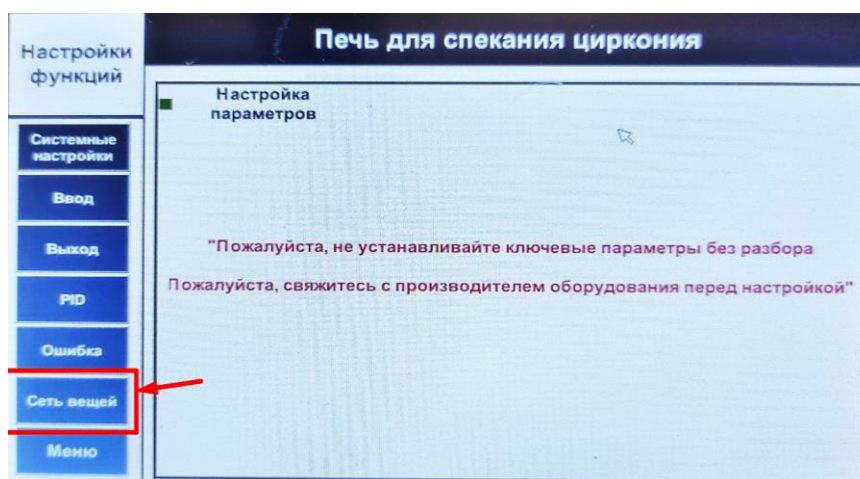 Настройки
функций
Печь для спекания циркония
Настройка
параметров
Системные
настройки
Ввод
Выход
PID
Ошибка
Сеть вещей
Меню
"Пожалуйста, не устанавливайте ключевые параметры без разбора
Пожалуйста, свяжитесь с производителем оборудования перед настройкой"